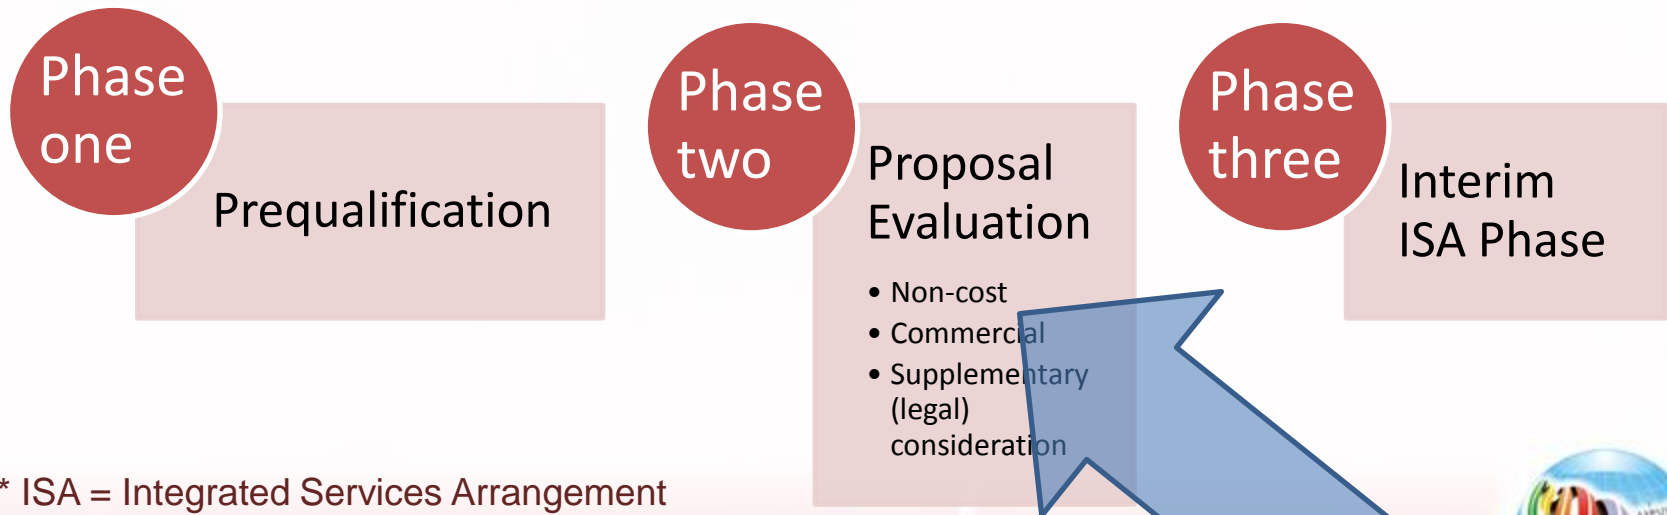 Phase
one
Prequalification
Phase
two
Proposal
Evaluation
• Non-cost
• Commercial
• Supplementary
(legal)
consideration
Phase
three
Interim
ISA Phase
* ISA = Integrated Services Arrangement